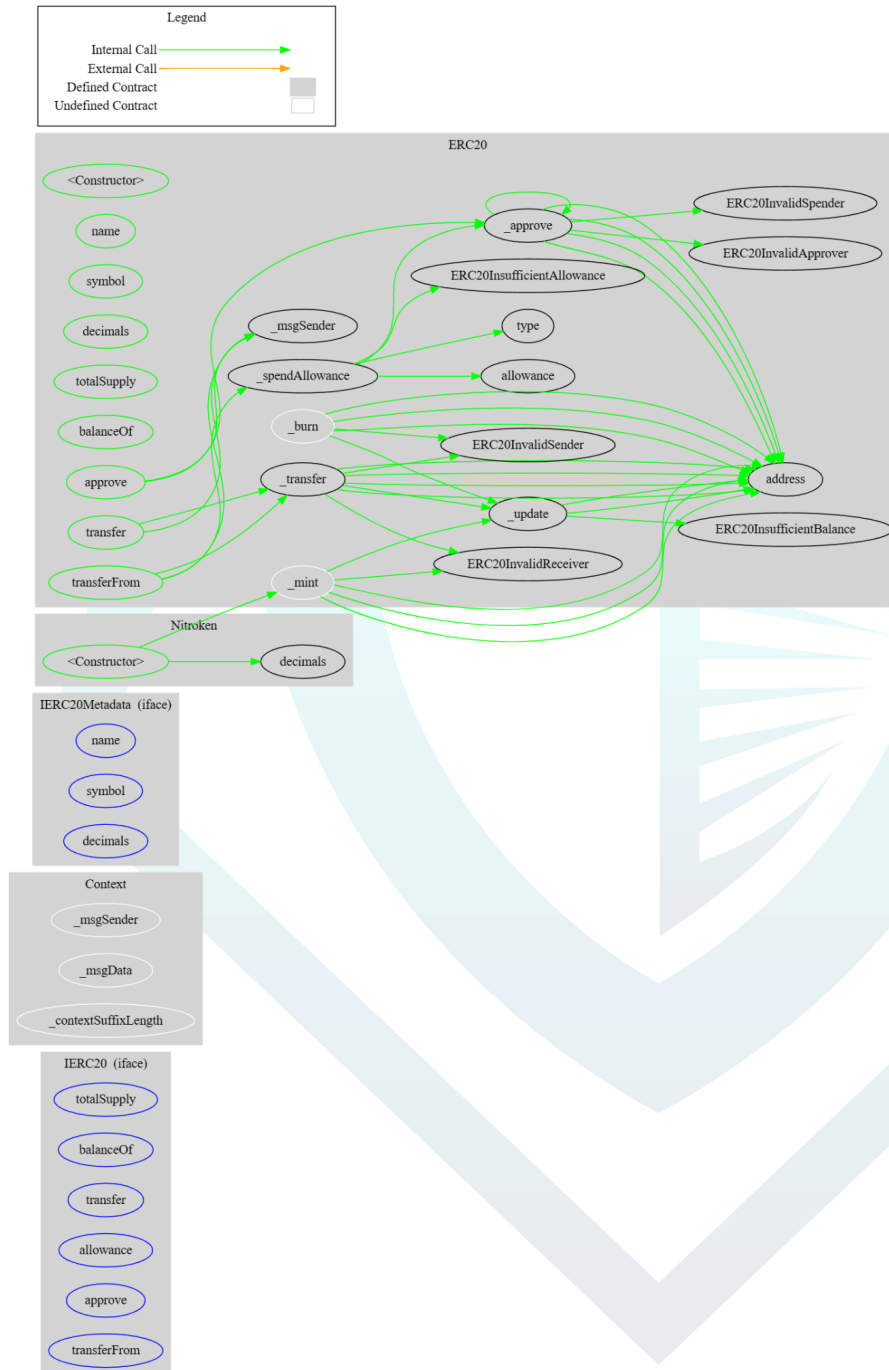 Legend
Internal Call
External Call
Defined Contract
Undefined Contract
ERC20
<Constructor>
name
symbol
decimals
totalSupply
balanceOf
approve
transfer
transferFrom
_msgSender
_spendAllowance
_burn
_transfer
_mint
_approve
ERC20InsufficientAllowance
type
allowance
ERC20InvalidSender
_update
ERC20InvalidReceiver
ERC20InvalidSpender
ERC20InvalidApprover
address
ERC20InsufficientBalance
Nitroken
<Constructor>
decimals
IERC20Metadata (iface)
name
symbol
decimals
Context
_msgSender
_msgData
_contextSuffixLength
IERC20 (iface)
totalSupply
balanceOf
transfer
allowance
approve
transferFrom